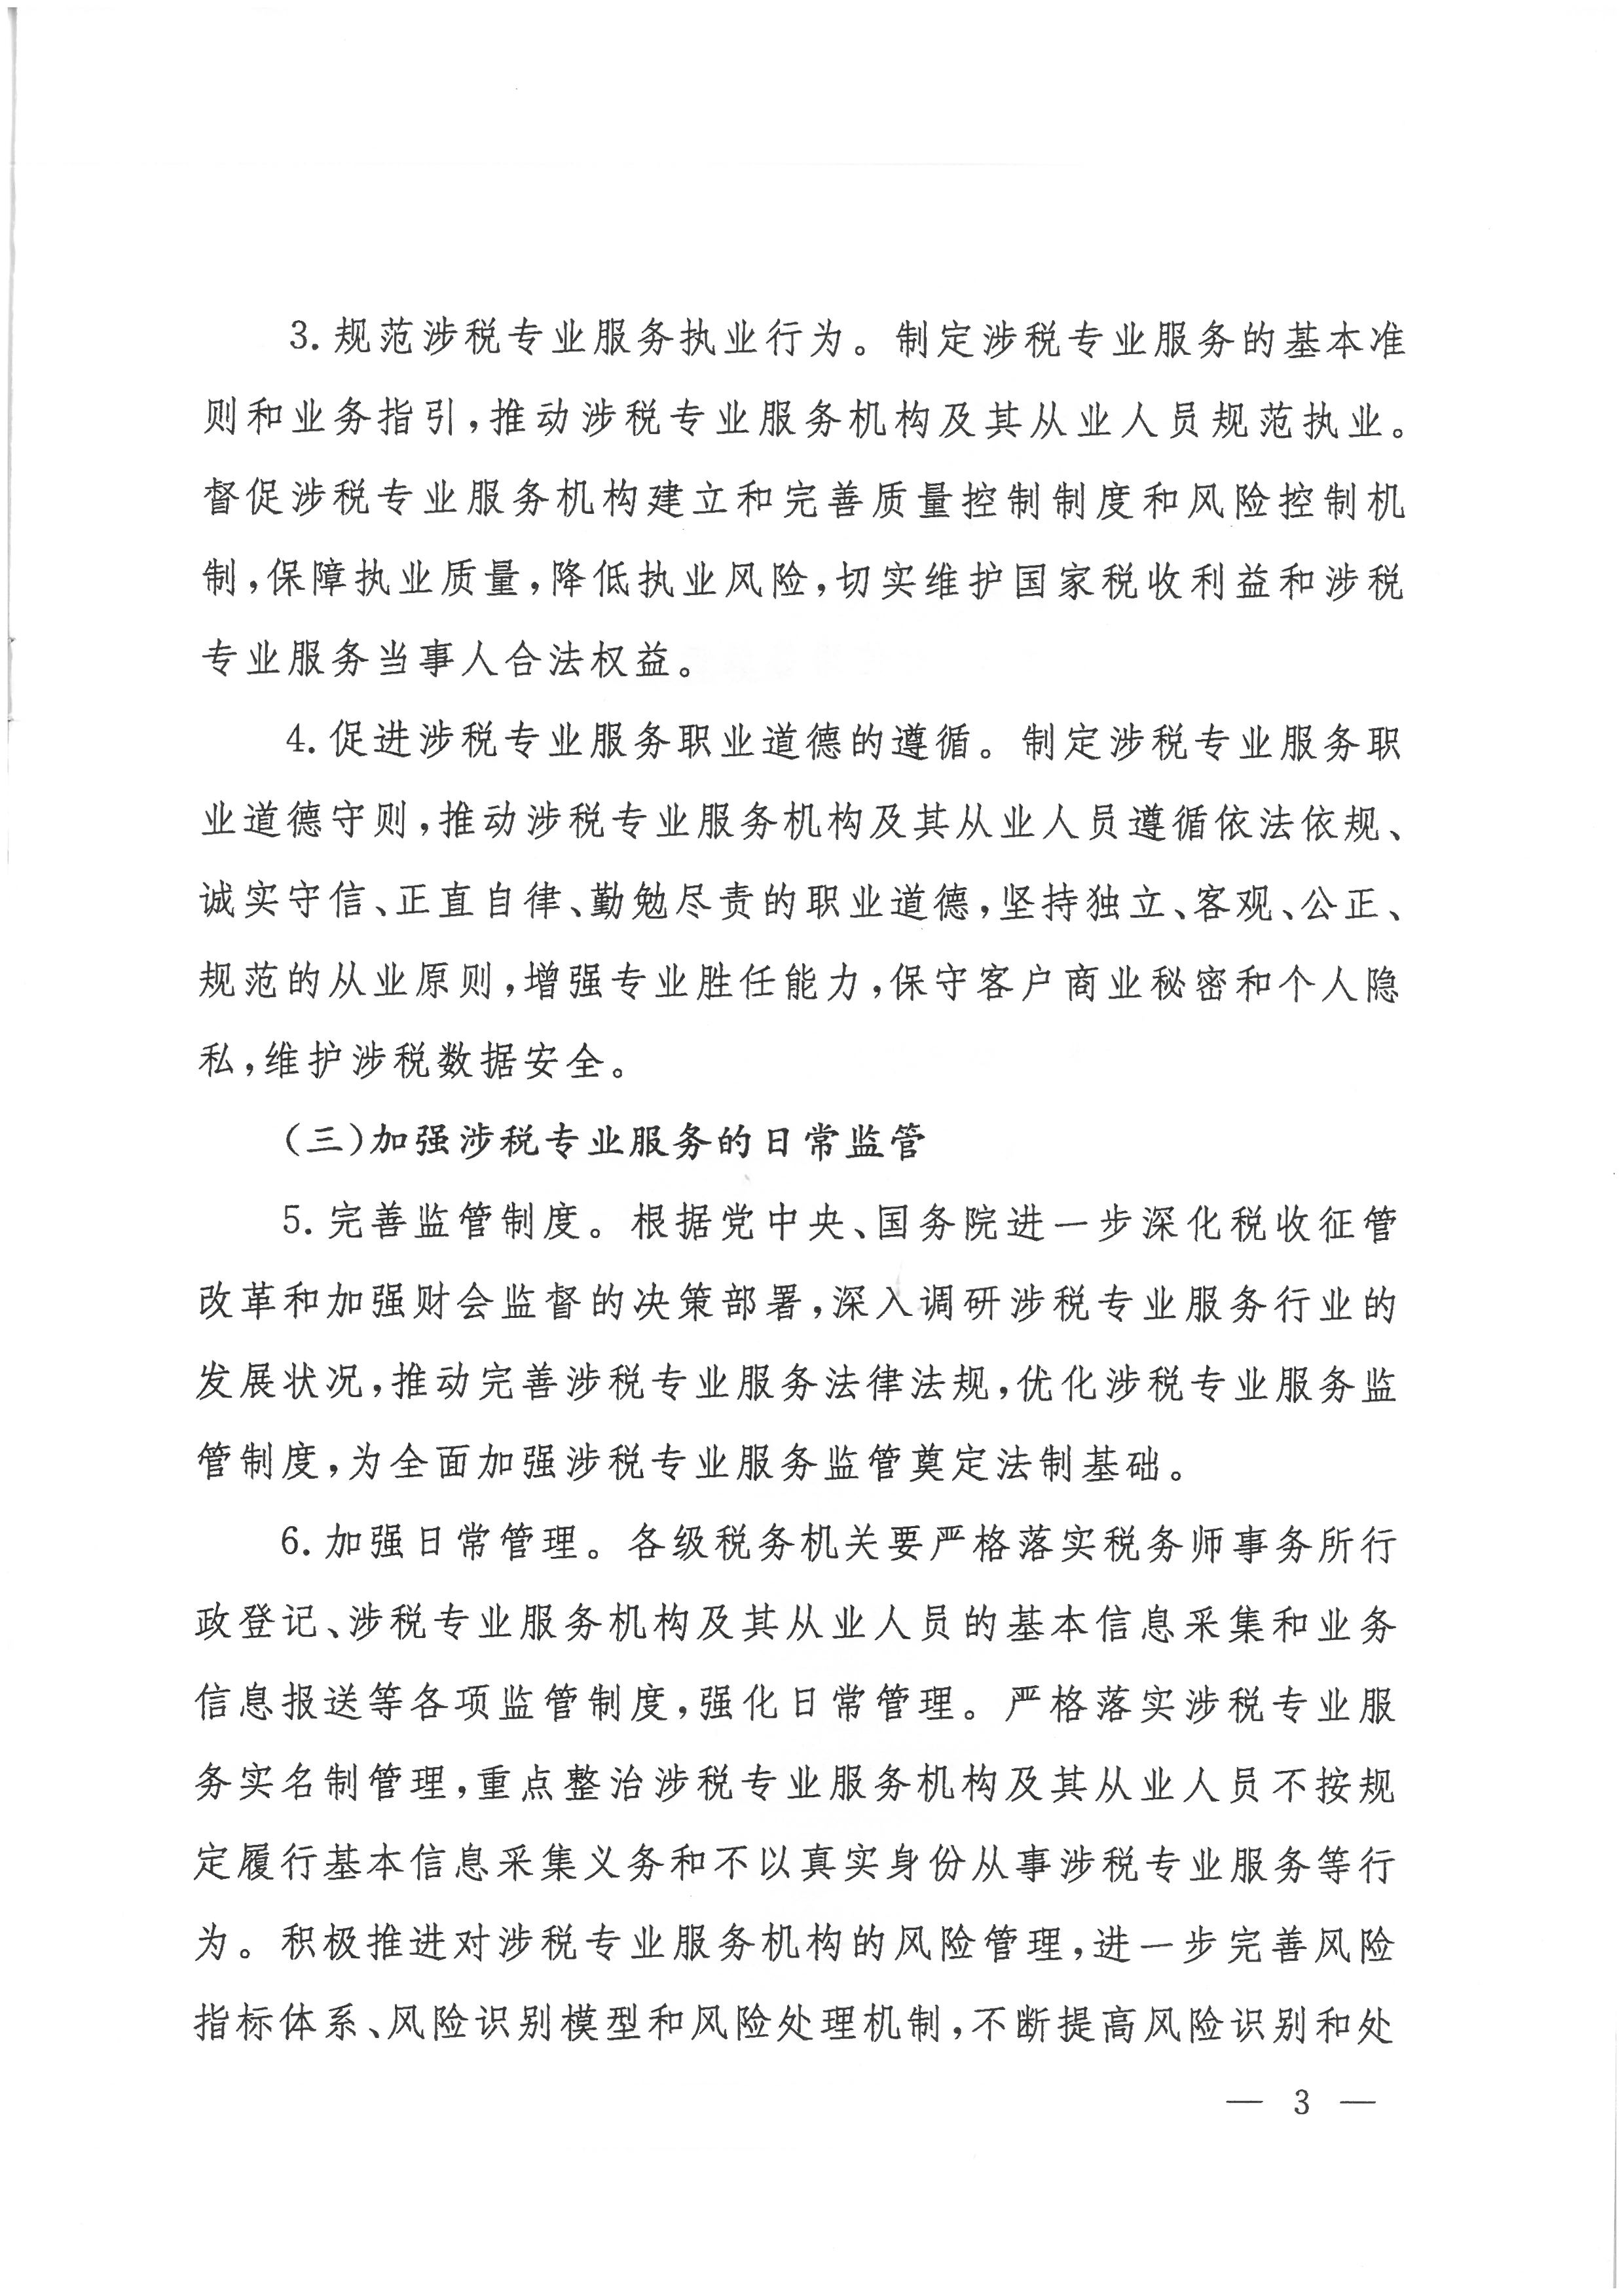 3. 规范涉税专业服务执业行为。制定涉税专业服务的基本准
则和业务指引,推动涉税专业服务机构及其从业人员规范执业。
督促涉税专业服务机构建立和完善质量控制制度和风险控制机
制,保障执业质量,降低执业风险,切实维护国家税收利益和涉税
专业服务当事人合法权益。
4. 促进涉税专业服务职业道德的遵循。制定涉税专业服务职
业道德守则,推动涉税专业服务机构及其从业人员遵循依法依规、
诚实守信、正直自律、勤勉尽责的职业道德,坚持独立、客观、公正、
规范的从业原则,增强专业胜任能力,保守客户商业秘密和个人隐
私,维护涉税数据安全。
(三)加强涉税专业服务的日常监管
5. 完善监管制度。根据党中央、国务院进一步深化税收征管
改革和加强财会监督的决策部署,深入调研涉税专业服务行业的
发展状况,推动完善涉税专业服务法律法规,优化涉税专业服务监
管制度,为全面加强涉税专业服务监管奠定法制基础。
6. 加强日常管理。各级税务机关要严格落实税务师事务所行
政登记、涉税专业服务机构及其从业人员的基本信息采集和业务
信息报送等各项监管制度,强化日常管理。严格落实涉税专业服
务实名制管理,重点整治涉税专业服务机构及其从业人员不按规
定履行基本信息采集义务和不以真实身份从事涉税专业服务等行
为。积极推进对涉税专业服务机构的风险管理,进一步完善风险
指标体系、风险识别模型和风险处理机制,不断提高风险识别和处
— 3 —